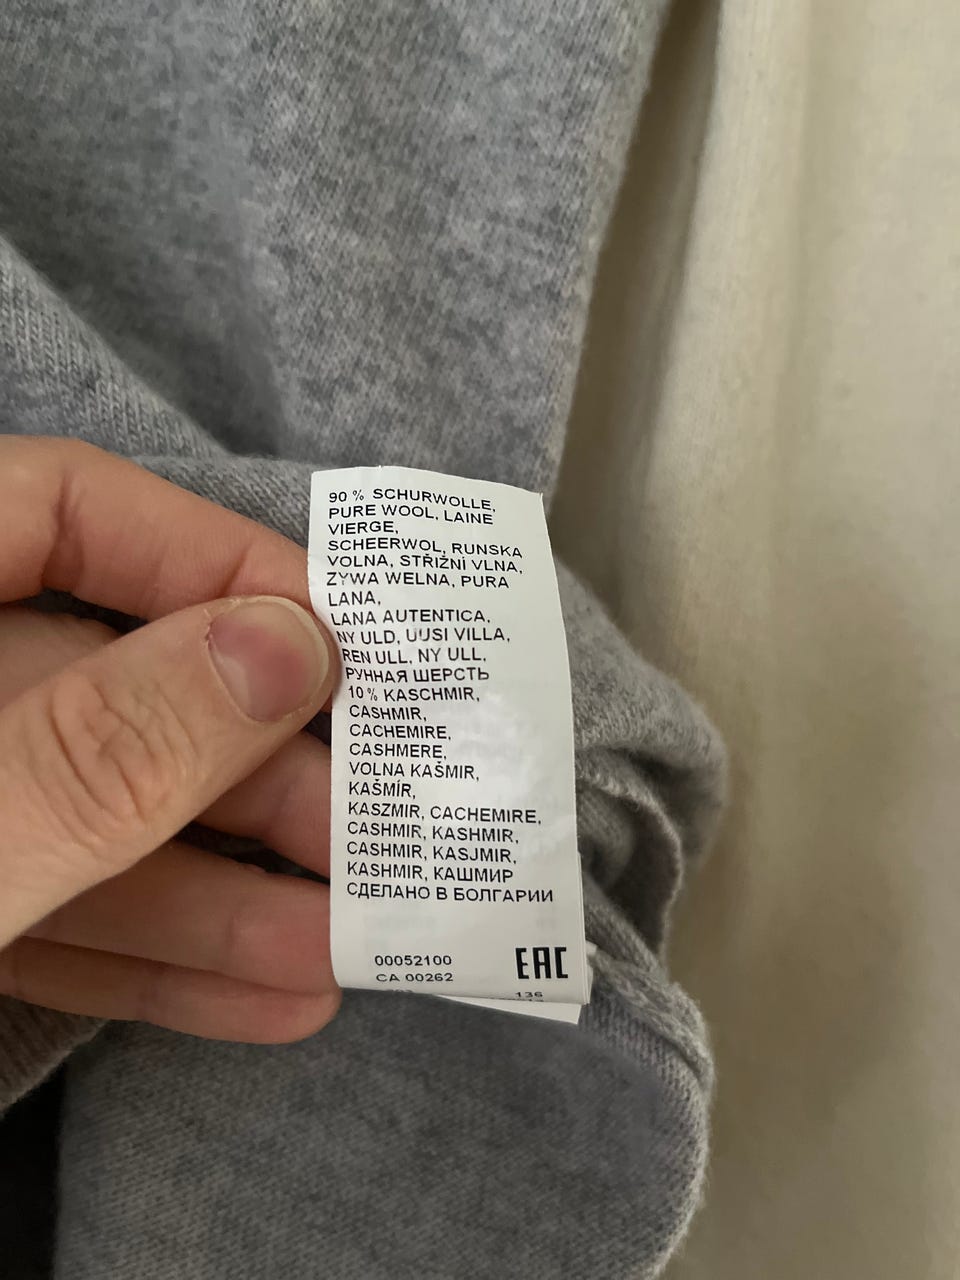 90 % SCHURWOLLE,
PURE WOOL, LAINE
VIERGE,
SCHEERWOL, RUNSKA
VOLNA, STŘIŽNÍ VLNA,
ZYWA WELNA, PURA
LANA,
LANA AUTENTICA,
NY ULD, UUSI VILLA,
REN ULL, NY ULL,
РУННАЯ ШЕРСТЬ
10 % KASCHMIR,
CASHMIR,
CACHEMIRE,
CASHMERE,
VOLNA KAŠMIR,
KAŠMÍR,
KASZMIR, CACHEMIRE,
CASHMIR, KASHMIR,
CASHMIR, KASJMIR,
KASHMIR, КАШМИР
СДЕЛАНО В БОЛГАРИИ
00052100
CA 00262
EAC
136